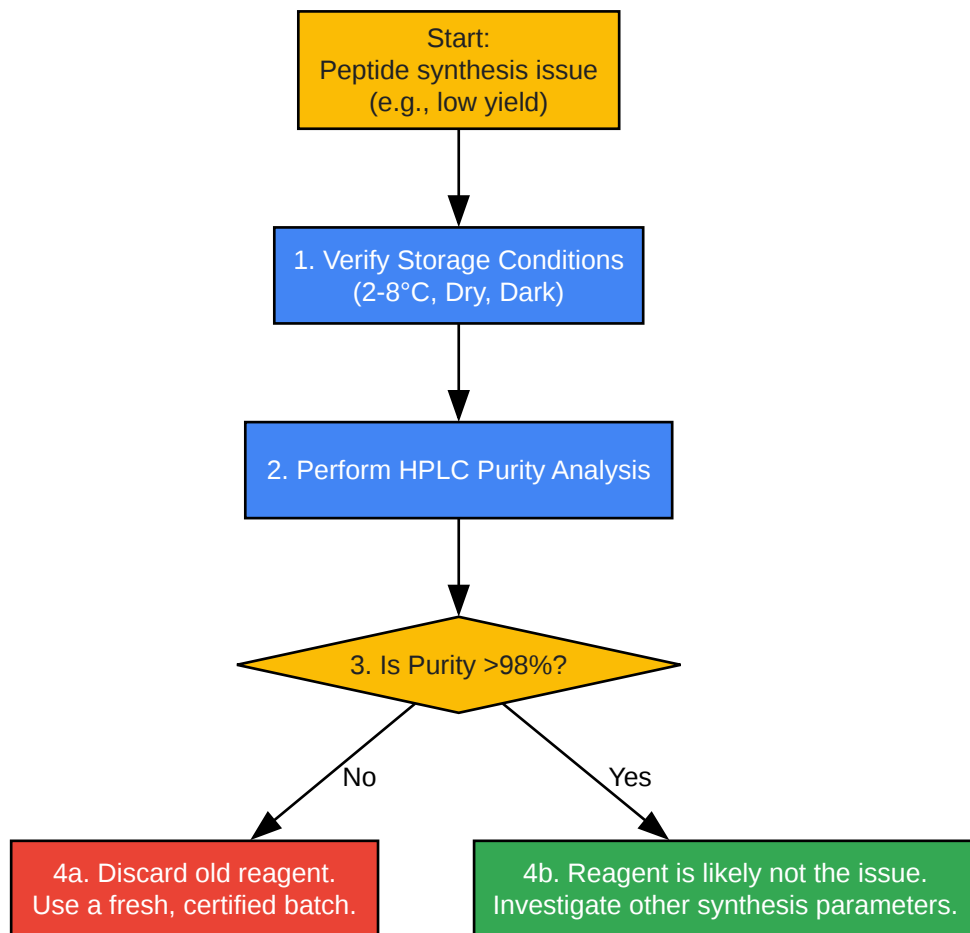 Start:
Peptide synthesis issue
(e.g., low yield)
1. Verify Storage Conditions
(2-8°C, Dry, Dark)
2. Perform HPLC Purity Analysis
3. Is Purity >98%?
No
Yes
4a. Discard old reagent.
Use a fresh, certified batch.
4b. Reagent is likely not the issue.
Investigate other synthesis parameters.